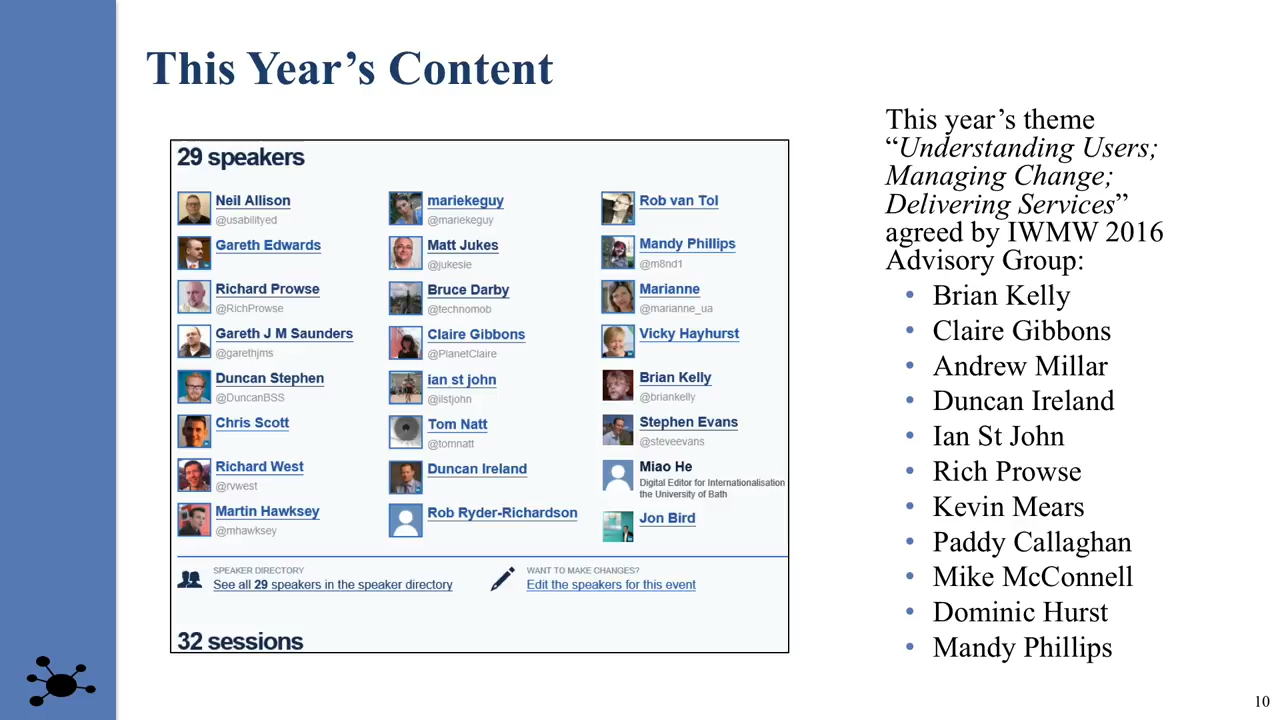 This Year’s Content
29 speakers
Neil Allison
@usabilityed
Gareth Edwards
Richard Prowse
@RichProwse
Gareth J M Saunders
@garethjms
Duncan Stephen
@DuncanBSS
Chris Scott
Richard West
@rvwest
Martin Hawksey
@mhawksey
mariekeguy
@mariekeguy
Matt Jukes
@jukesie
Bruce Darby
@technomob
Claire Gibbons
@PlanetClaire
ian st john
@ilstjohn
Tom Natt
@tomnatt
Duncan Ireland
Rob Ryder-Richardson
Rob van Tol
Mandy Phillips
@m8nd1
Marianne
@marianne_ua
Vicky Hayhurst
Brian Kelly
@briankelly
Stephen Evans
@steveevans
Miao He
Digital Editor for Internationalisation
the University of Bath
Jon Bird
SPEAKER DIRECTORY
See all 29 speakers in the speaker directory
WANT TO MAKE CHANGES?
Edit the speakers for this event
32 sessions
This year’s theme
“Understanding Users;
Managing Change;
Delivering Services”
agreed by IWMW 2016
Advisory Group:
• Brian Kelly
• Claire Gibbons
• Andrew Millar
• Duncan Ireland
• Ian St John
• Rich Prowse
• Kevin Mears
• Paddy Callaghan
• Mike McConnell
• Dominic Hurst
• Mandy Phillips
10